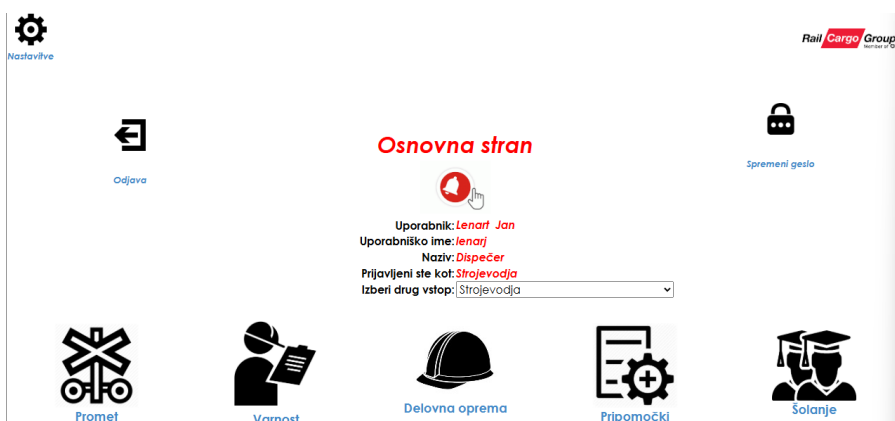 Nastavitve
Rail Cargo Group
Odjava
Spremeni geslo
Osnovna stran
Uporabnik: Lenart Jan
Uporabniško ime: lenarj
Naziv: Dispečer
Prijavljeni ste kot: Strojevodja
Izberi drug vstop: Strojevodja
Promet
Varnost
Delovna oprema
Pripomočki
Šolanje